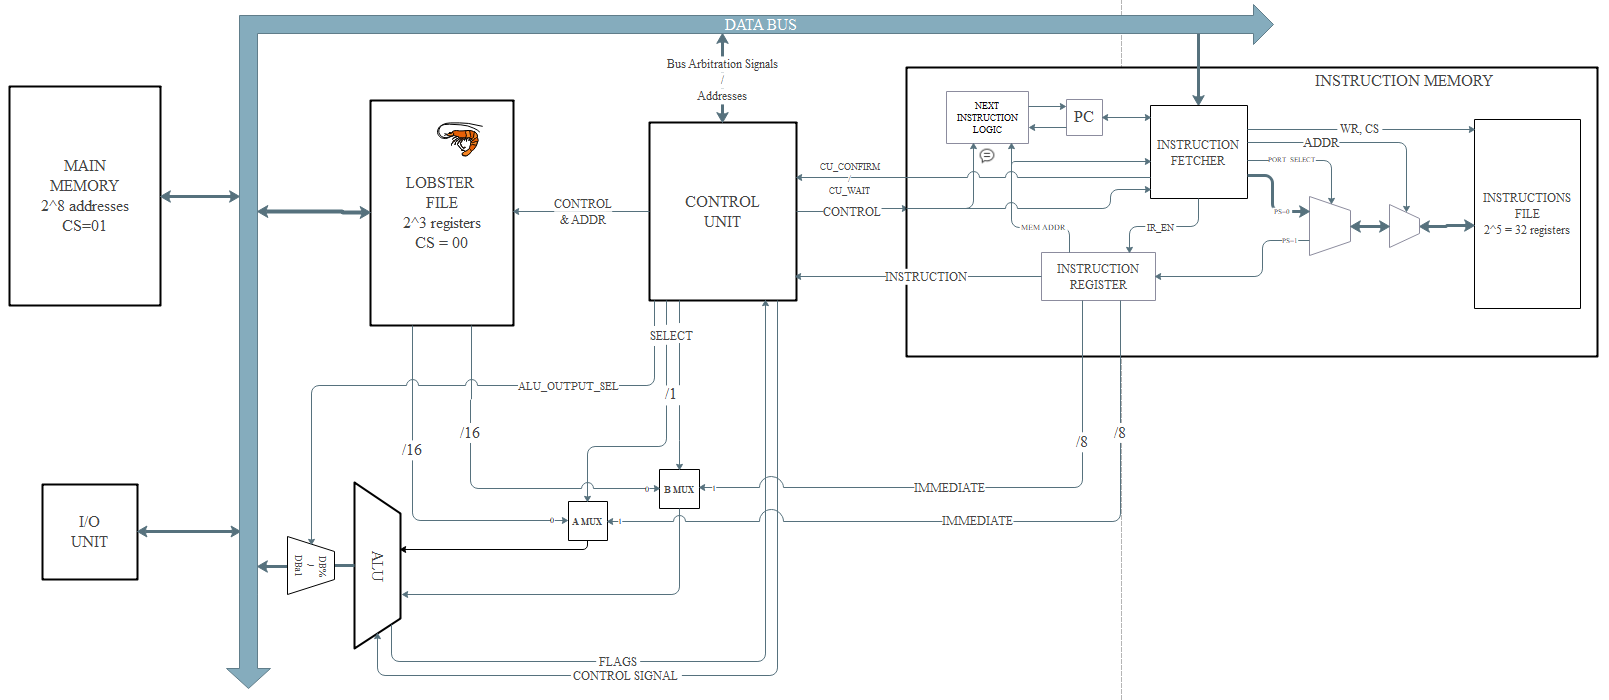 DATA BUS
Bus Arbitration Signals
/
Addresses
INSTRUCTION MEMORY
MAIN
MEMORY
2^8 addresses
CS=01
LOBSTER
FILE
2^3 registers
CS = 00
CONTROL
& ADDR
CONTROL
UNIT
CU_CONFIRM
/
CU_WAIT
CONTROL
INSTRUCTION
NEXT
INSTRUCTION
LOGIC
PC
INSTRUCTION
FETCHER
WR, CS
ADDR
PORT SELECT
PS=0
PS=1
MEM ADDR
IR_EN
INSTRUCTION
REGISTER
INSTRUCTIONS
FILE
2^5 = 32 registers
SELECT
ALU_OUTPUT_SEL
/1
/16
/16
/8
/8
0
B MUX
1
IMMEDIATE
0
A MUX
1
IMMEDIATE
I/O
UNIT
DB%
/
DBa1
ALU
FLAGS
CONTROL SIGNAL